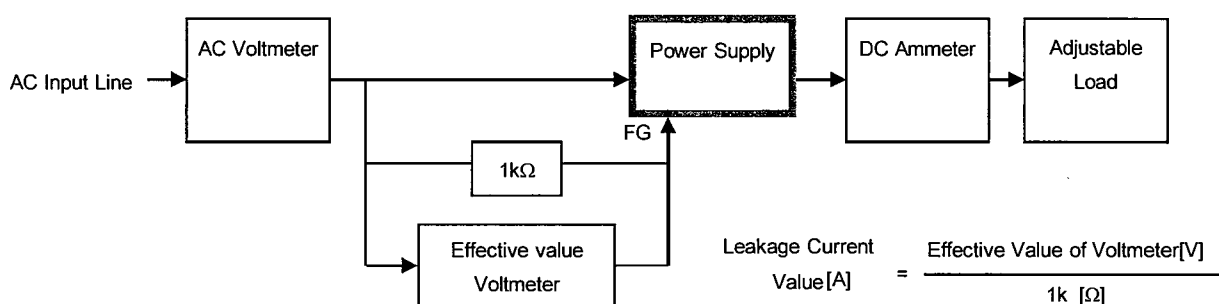 AC Input Line
AC Voltmeter
Power Supply
DC Ammeter
Adjustable
Load
FG
1kΩ
Effective value
Voltmeter
Leakage Current
Value[A]
=
Effective Value of Voltmeter[V]
1k [Ω]